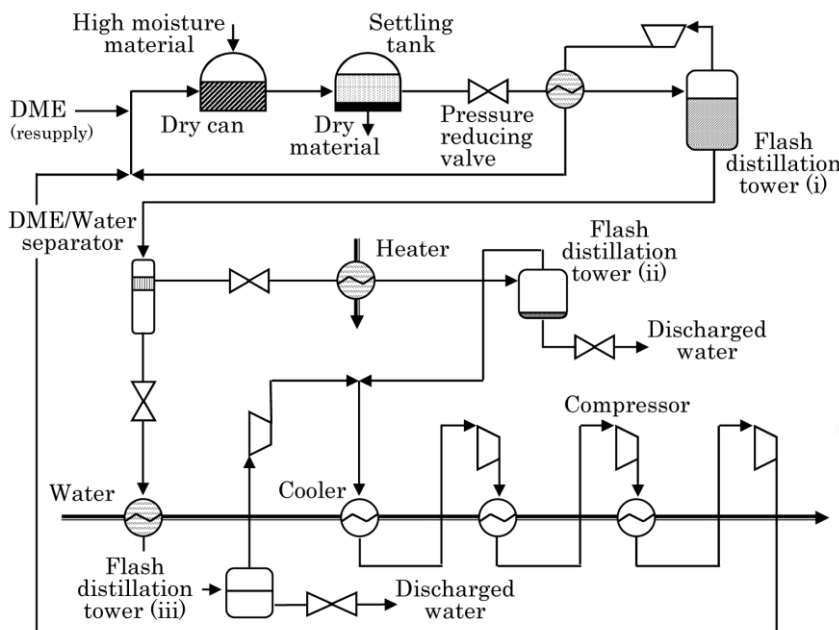 High moisture
material
Settling
tank
DME
(resupply)
Dry can
Dry
material
Pressure
reducing
valve
Flash
distillation
tower (i)
DME/Water
separator
Heater
Flash
distillation
tower (ii)
Discharged
water
Compressor
Water
Cooler
Flash
distillation
tower (iii)
Discharged
water